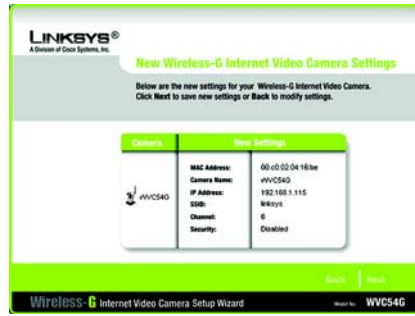 LINKSYS®
A Division of Cisco Systems, Inc.
New Wireless-G Internet Video Camera Settings
Below are the new settings for your Wireless-G Internet Video Camera.
Click Next to save new settings or Back to modify settings.
Camera New Settings
MAC Address: 00:c0:02:04:16:be
Camera Name: WVC54G
WVC54G
IP Address: 192.168.1.115
SSID: linksys
Channel: 6
Security: Disabled
Back Next
Wireless-G Internet Video Camera Setup Wizard Model No. WVC54G